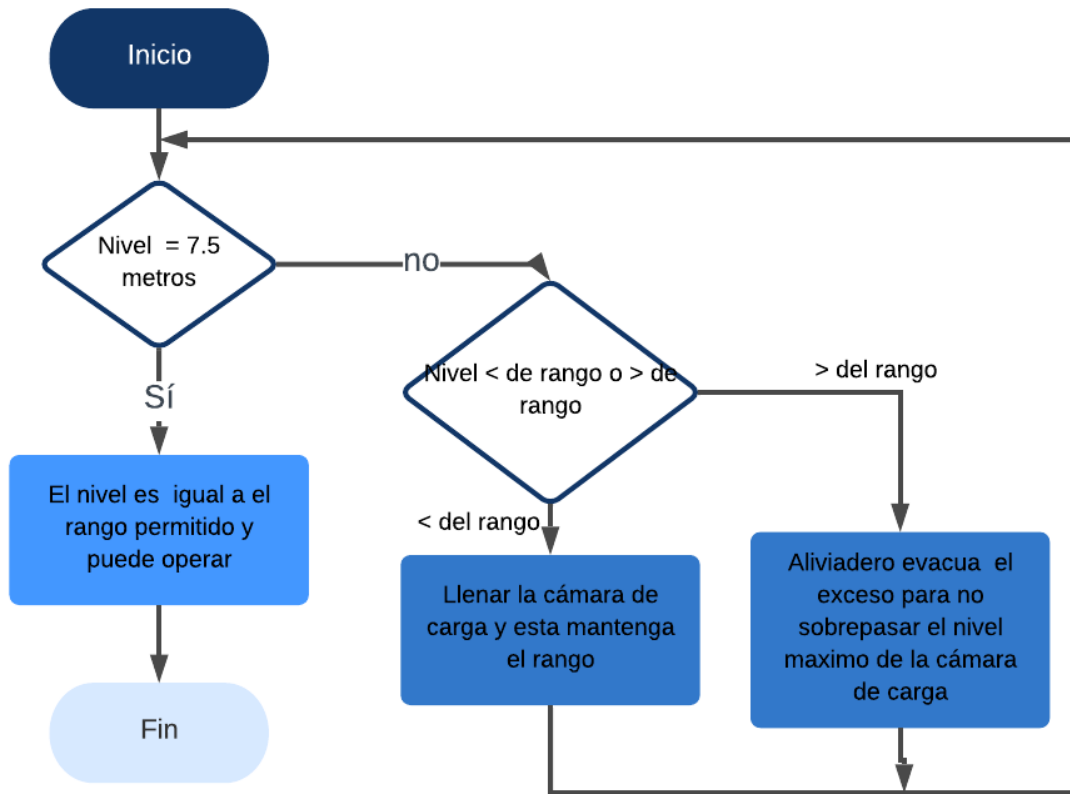 Inicio
Nivel = 7.5
metros
no
Sí
Nivel < de rango o > de
rango
> del rango
< del rango
El nivel es igual a el
rango permitido y
puede operar
Llenar la cámara de
carga y esta mantenga
el rango
Aliviadero evacua el
exceso para no
sobrepasar el nivel
maximo de la cámara
de carga
Fin